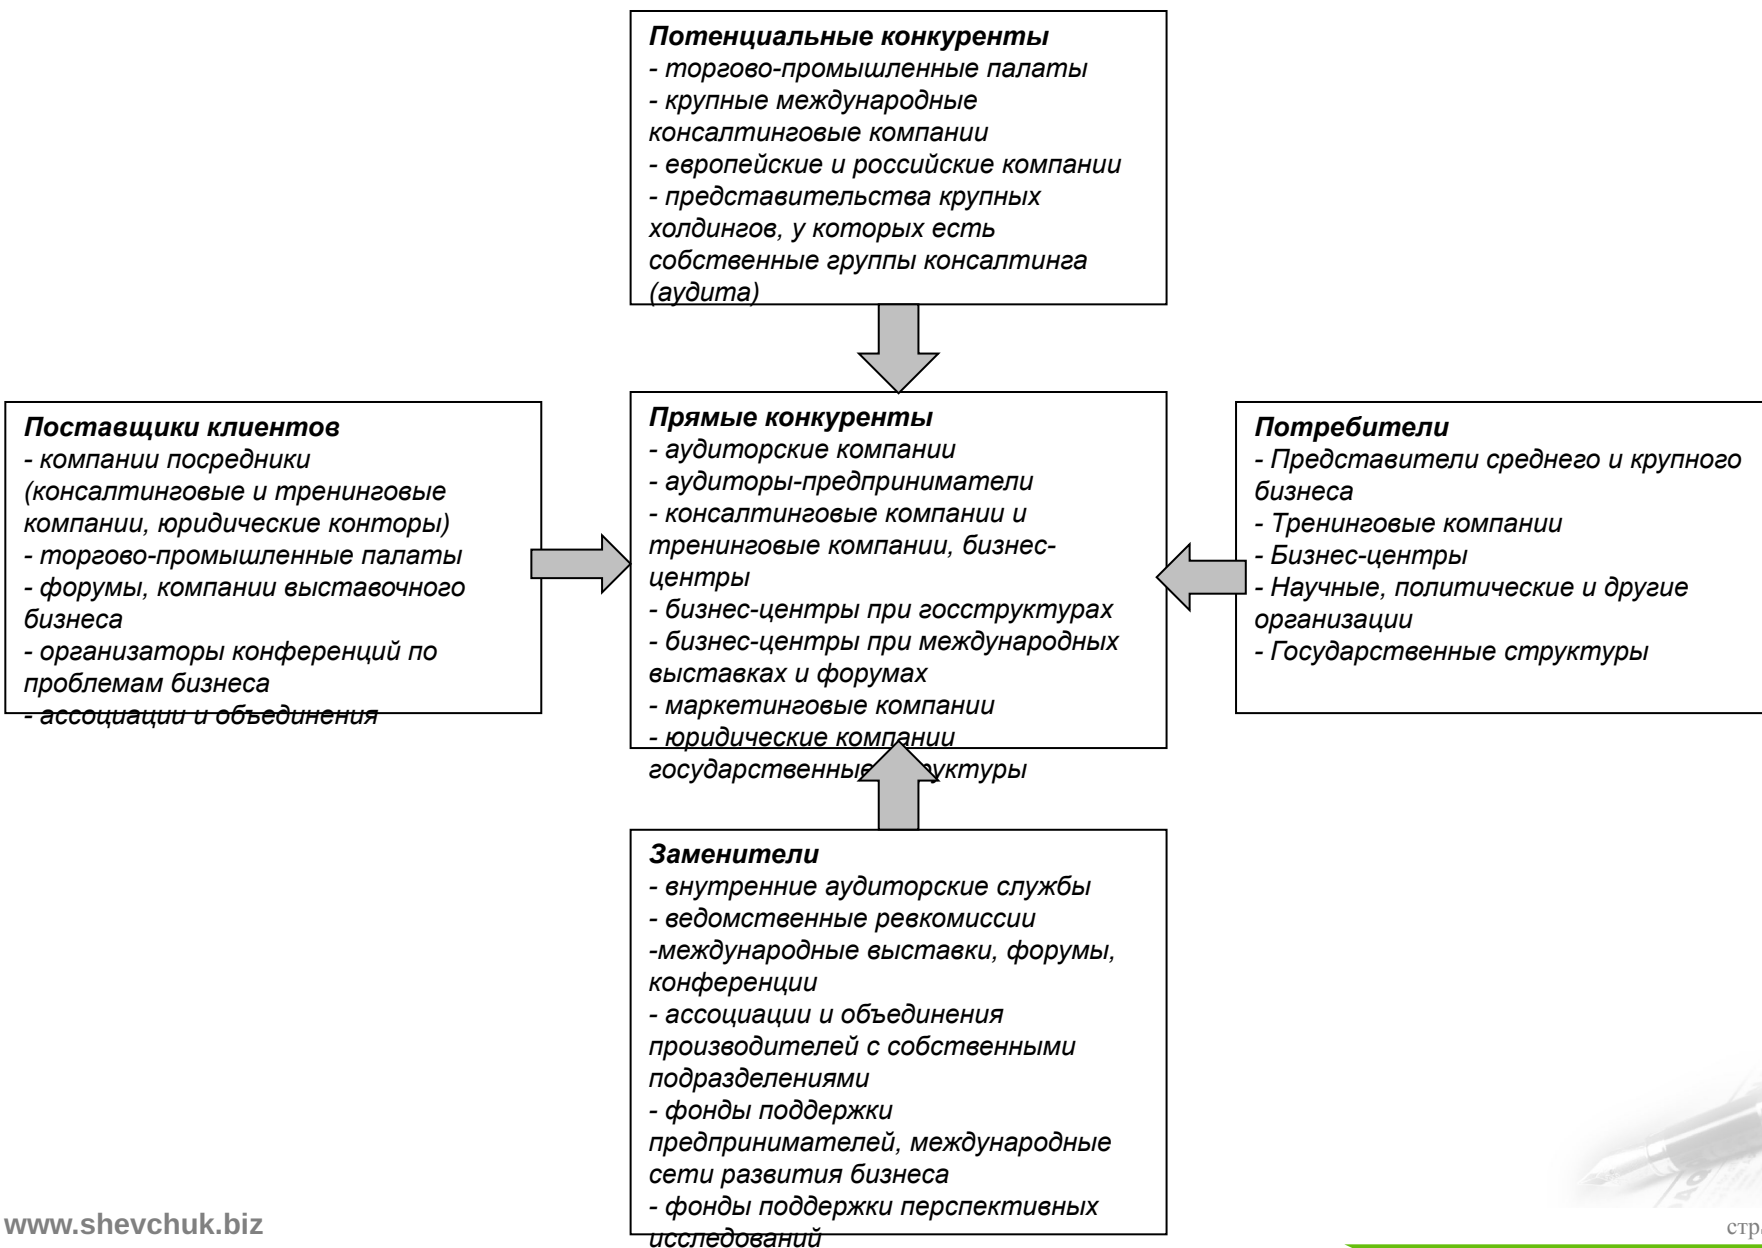 Потенциальные конкуренты
- торгово-промышленные палаты
- крупные международные
консалтинговые компании
- европейские и российские компании
- представительства крупных
холдингов, у которых есть
собственные группы консалтинга
(аудита)
Поставщики клиентов
- компании посредники
(консалтинговые и тренинговые
компании, юридические конторы)
- торгово-промышленные палаты
- форумы, компании выставочного
бизнеса
- организаторы конференций по
проблемам бизнеса
- ассоциации и объединения
Прямые конкуренты
- аудиторские компании
- аудиторы-предприниматели
- консалтинговые компании и
тренинговые компании, бизнес-
центры
- бизнес-центры при госструктурах
- бизнес-центры при международных
выставках и форумах
- маркетинговые компании
- юридические компании
государственные структуры
Потребители
- Представители среднего и крупного
бизнеса
- Тренинговые компании
- Бизнес-центры
- Научные, политические и другие
организации
- Государственные структуры
Заменители
- внутренние аудиторские службы
- ведомственные ревкомиссии
-международные выставки, форумы,
конференции
- ассоциации и объединения
производителей с собственными
подразделениями
- фонды поддержки
предпринимателей, международные
сети развития бизнеса
- фонды поддержки перспективных
исследований
www.shevchuk.biz
стр